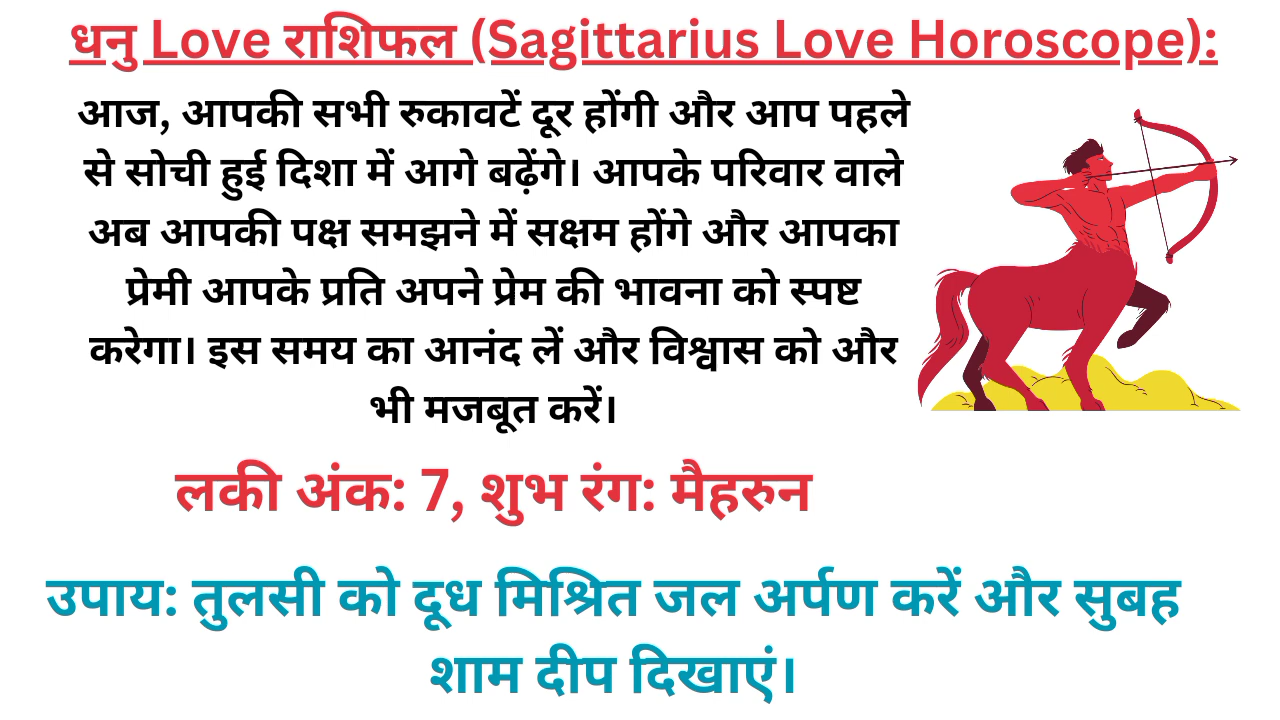 धनु Love राशिफल (Sagittarius Love Horoscope):
आज, आपकी सभी रुकावटें दूर होंगी और आप पहले
से सोची हुई दिशा में आगे बढ़ेंगे। आपके परिवार वाले
अब आपकी पक्ष समझने में सक्षम होंगे और आपका
प्रेमी आपके प्रति अपने प्रेम की भावना को स्पष्ट
करेगा। इस समय का आनंद लें और विश्वास को और
भी मजबूत करें।
लकी अंक: 7, शुभ रंग: मैहरुन
उपाय: तुलसी को दूध मिश्रित जल अर्पण करें और सुबह
शाम दीप दिखाएं।